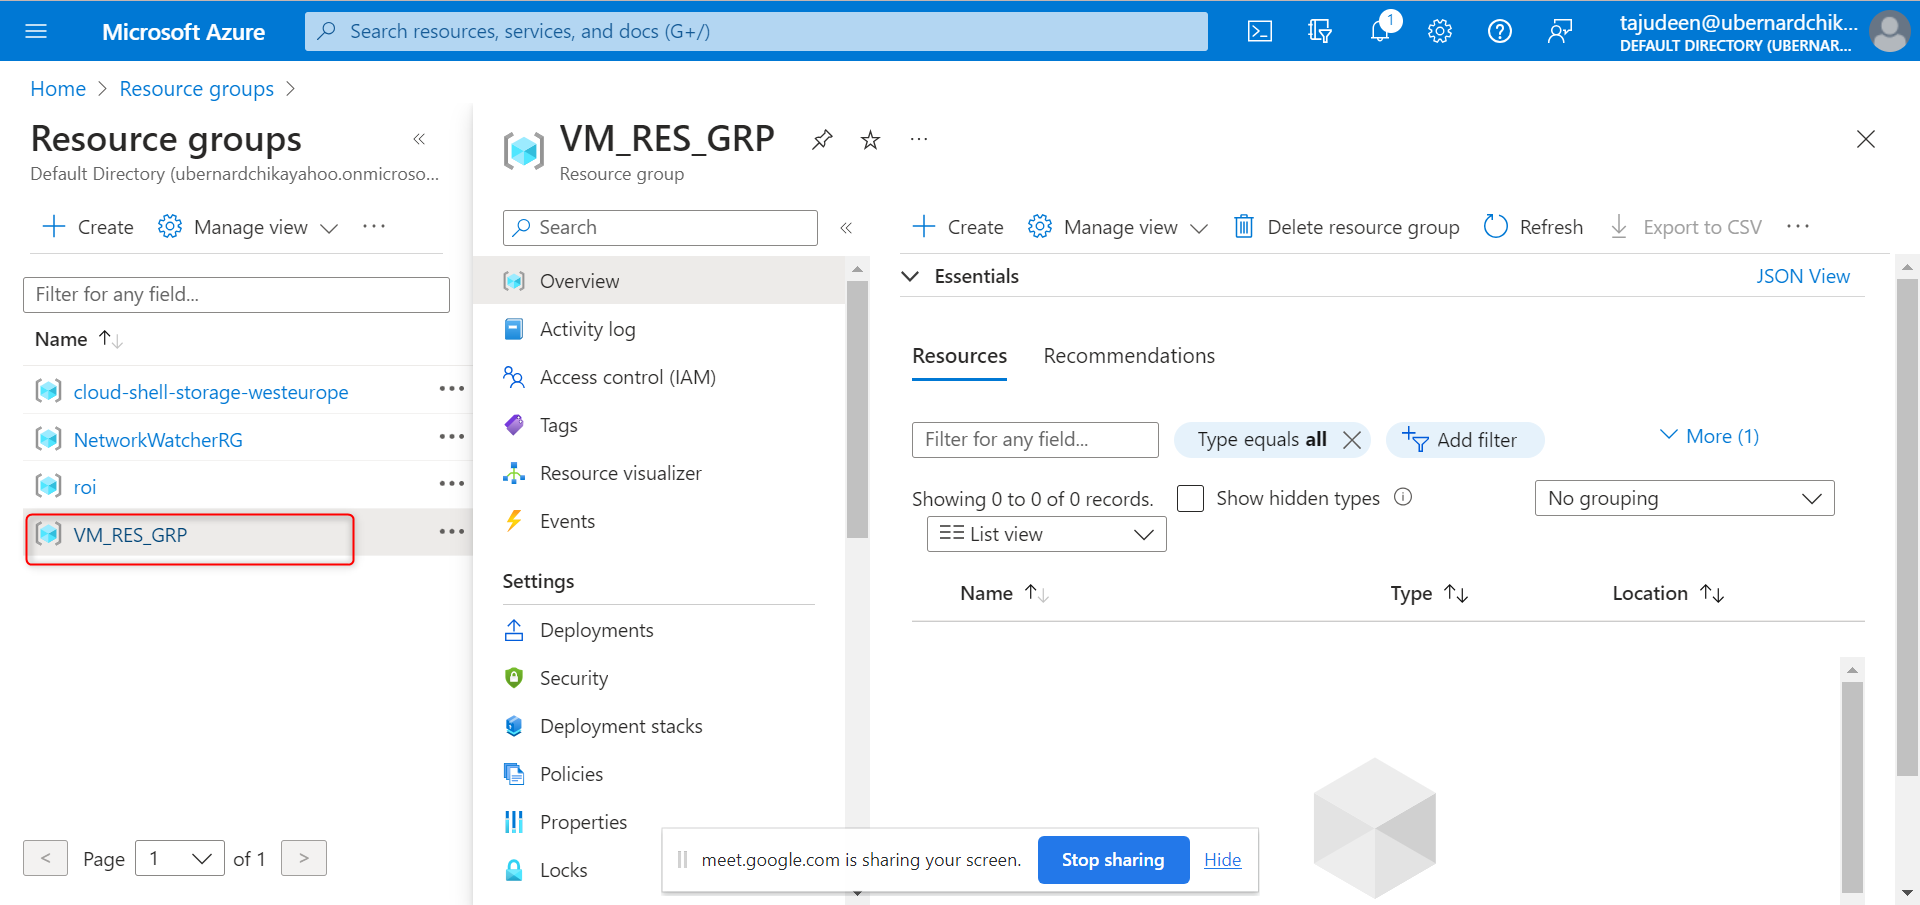 Microsoft Azure
Search resources, services, and docs (G+/)
1
tajudeen@ubernardchik...
DEFAULT DIRECTORY (UBERNAR...
Home > Resource groups >
Resource groups
Default Directory (ubernardchikayahoo.onmicroso...
Create
Manage view
Filter for any field...
Name
cloud-shell-storage-westeurope
NetworkWatcherRG
roi
VM_RES_GRP
< Page 1 of 1 >
VM_RES_GRP
Resource group
Search
Overview
Activity log
Access control (IAM)
Tags
Resource visualizer
Events
Settings
Deployments
Security
Deployment stacks
Policies
Properties
Locks
Create
Manage view
Delete resource group
Refresh
Export to CSV
Essentials
JSON View
Resources
Recommendations
Filter for any field...
Type equals all
Add filter
More (1)
Showing 0 to 0 of 0 records.
Show hidden types
No grouping
List view
Name
Type
Location
meet.google.com is sharing your screen.
Stop sharing
Hide